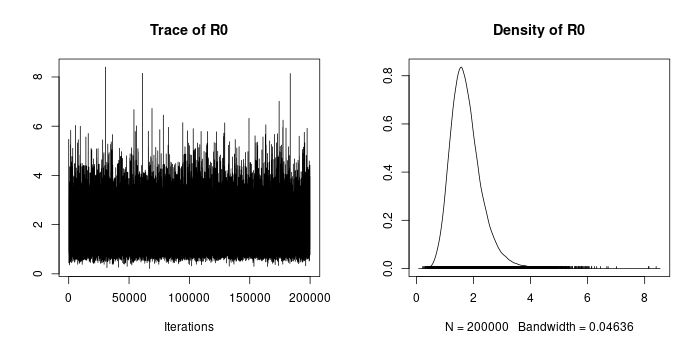 Trace of R0
8
6
4
2
0
0 50000 100000 150000 200000
Iterations
Density of R0
0.8
0.6
0.4
0.2
0.0
0 2 4 6 8
N = 200000 Bandwidth = 0.04636